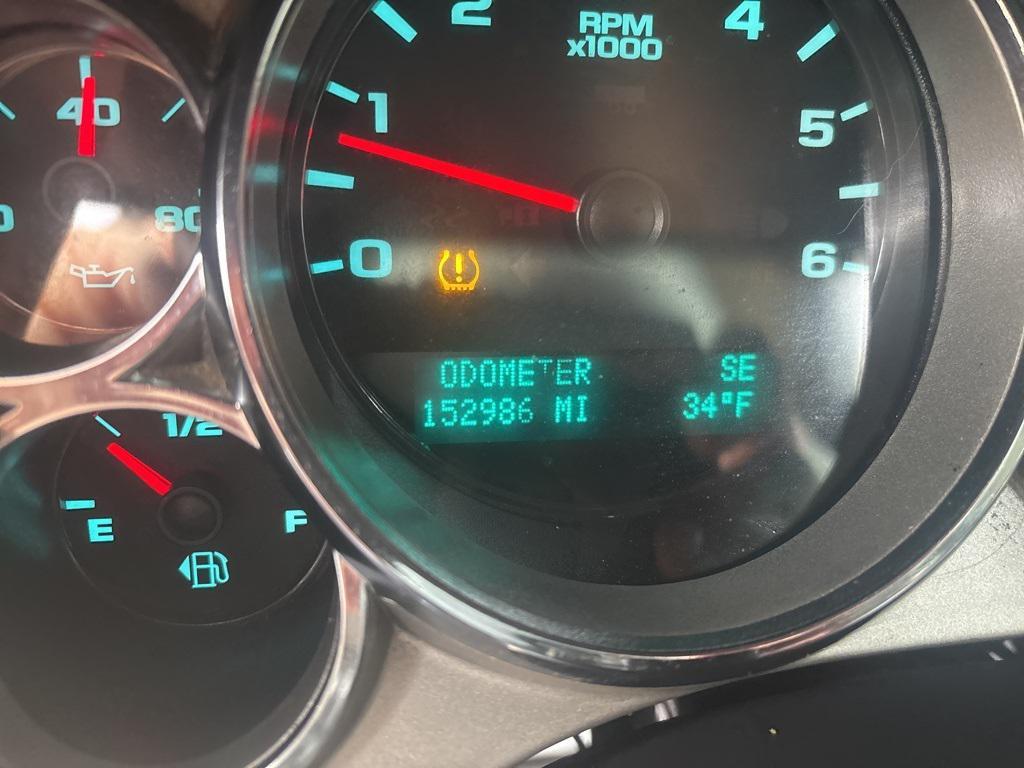 2
4
RPM
x1000
40
1
5
80
0
6
ODOMETER
SE
152986 MI
34°F
1/2
E
F